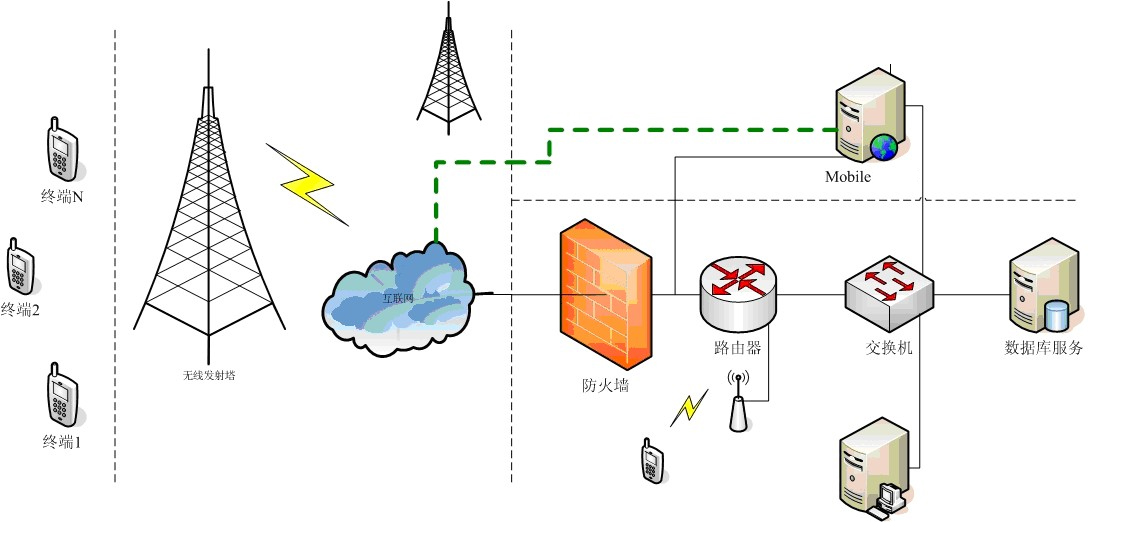 终端N
终端2
终端1
无线发射塔
互联网
Mobile
防火墙
路由器
交换机
数据库服务